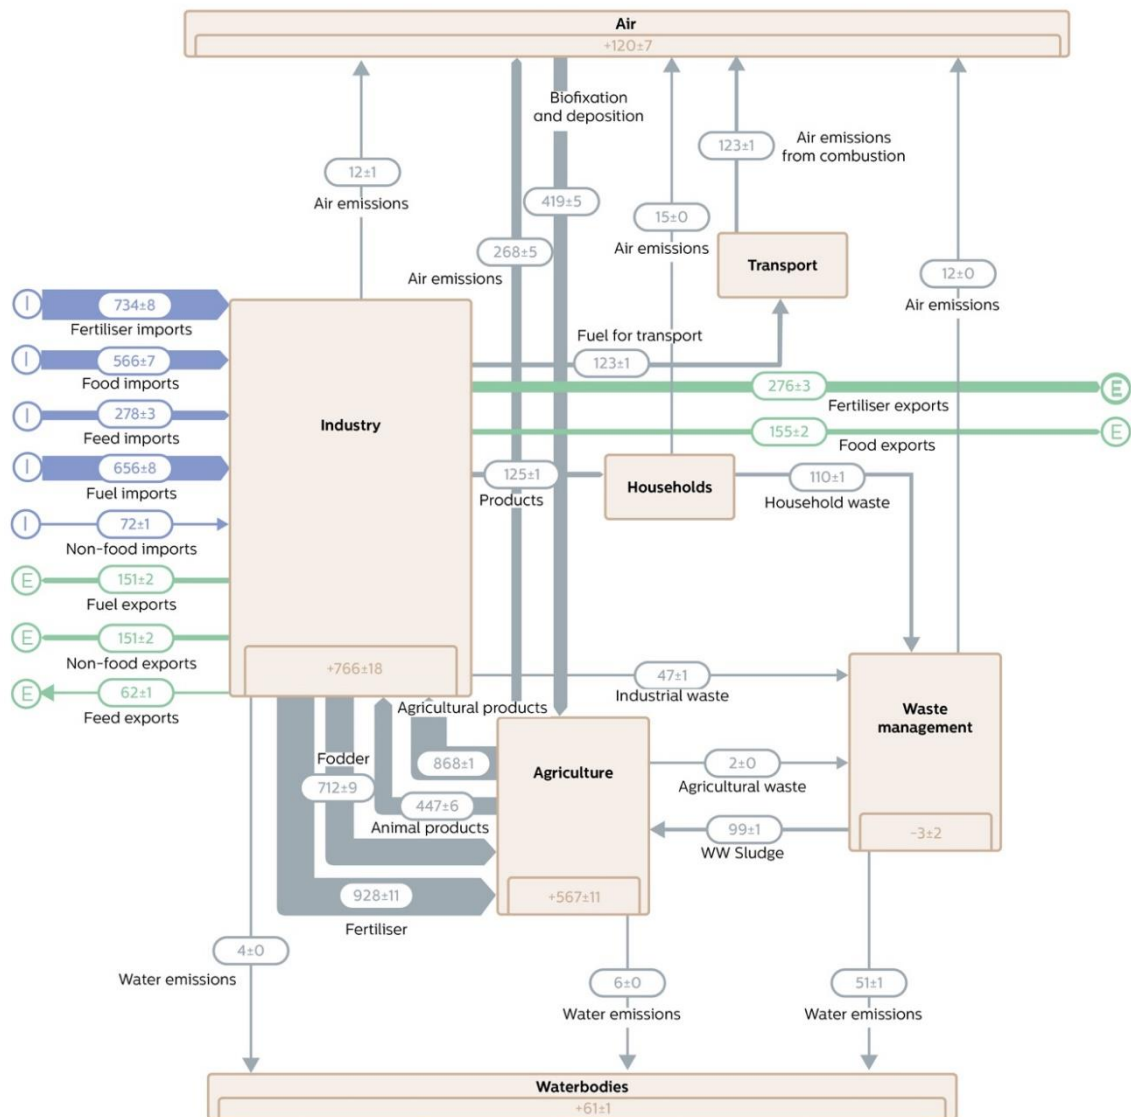 Air
+120±7
Biofixation
and deposition
123±1
Air emissions
from combustion
12±1
Air emissions
419±5
15±0
Air emissions
268±5
Air emissions
Transport
12±0
Air emissions
I
734±8
Fertiliser imports
Fuel for transport
123±1
I
566±7
Food imports
276±3
E
Fertiliser exports
I
278±3
Feed imports
Industry
155±2
E
Food exports
I
656±8
Fuel imports
125±1
Products
Households
110±1
Household waste
I
72±1
Non-food imports
E
151±2
Fuel exports
E
151±2
Non-food exports
+766±18
47±1
Industrial waste
E
62±1
Feed exports
Agricultural products
Waste
management
Fodder
868±1
Agriculture
2±0
Agricultural waste
712±9
447±6
Animal products
99±1
WW Sludge
-3±2
928±11
Fertiliser
+567±11
4±0
Water emissions
6±0
Water emissions
51±1
Water emissions
Waterbodies
+61±1